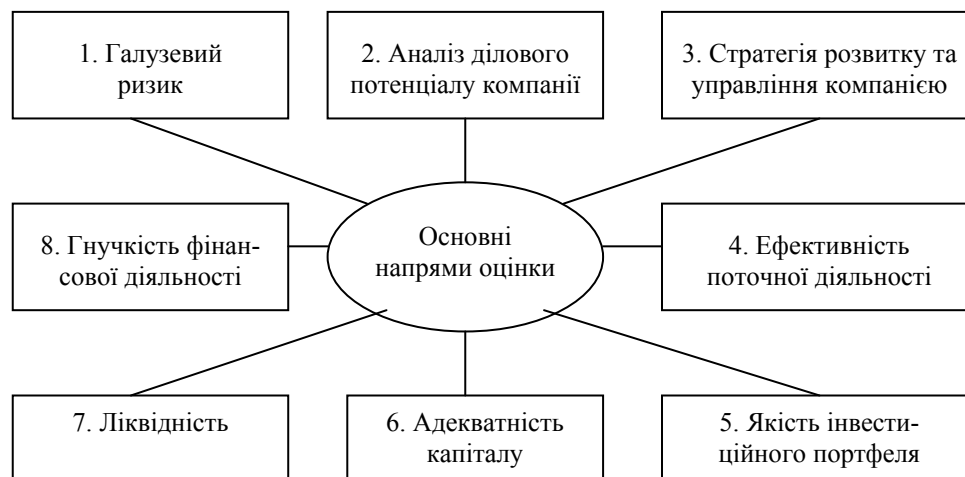 1. Галузевий
ризик
2. Аналіз ділового
потенціалу компанії
3. Стратегія розвитку та
управління компанією
8. Гнучкість фінан-
сової діяльності
Основні
напрями оцінки
4. Ефективність
поточної діяльності
7. Ліквідність
6. Адекватність
капіталу
5. Якість інвести-
ційного портфеля